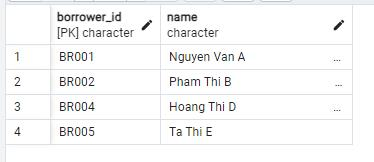 borrower_id name
[PK] character character
1 BR001 Nguyen Van A ...
2 BR002 Pham Thi B ...
3 BR004 Hoang Thi D ...
4 BR005 Ta Thi E